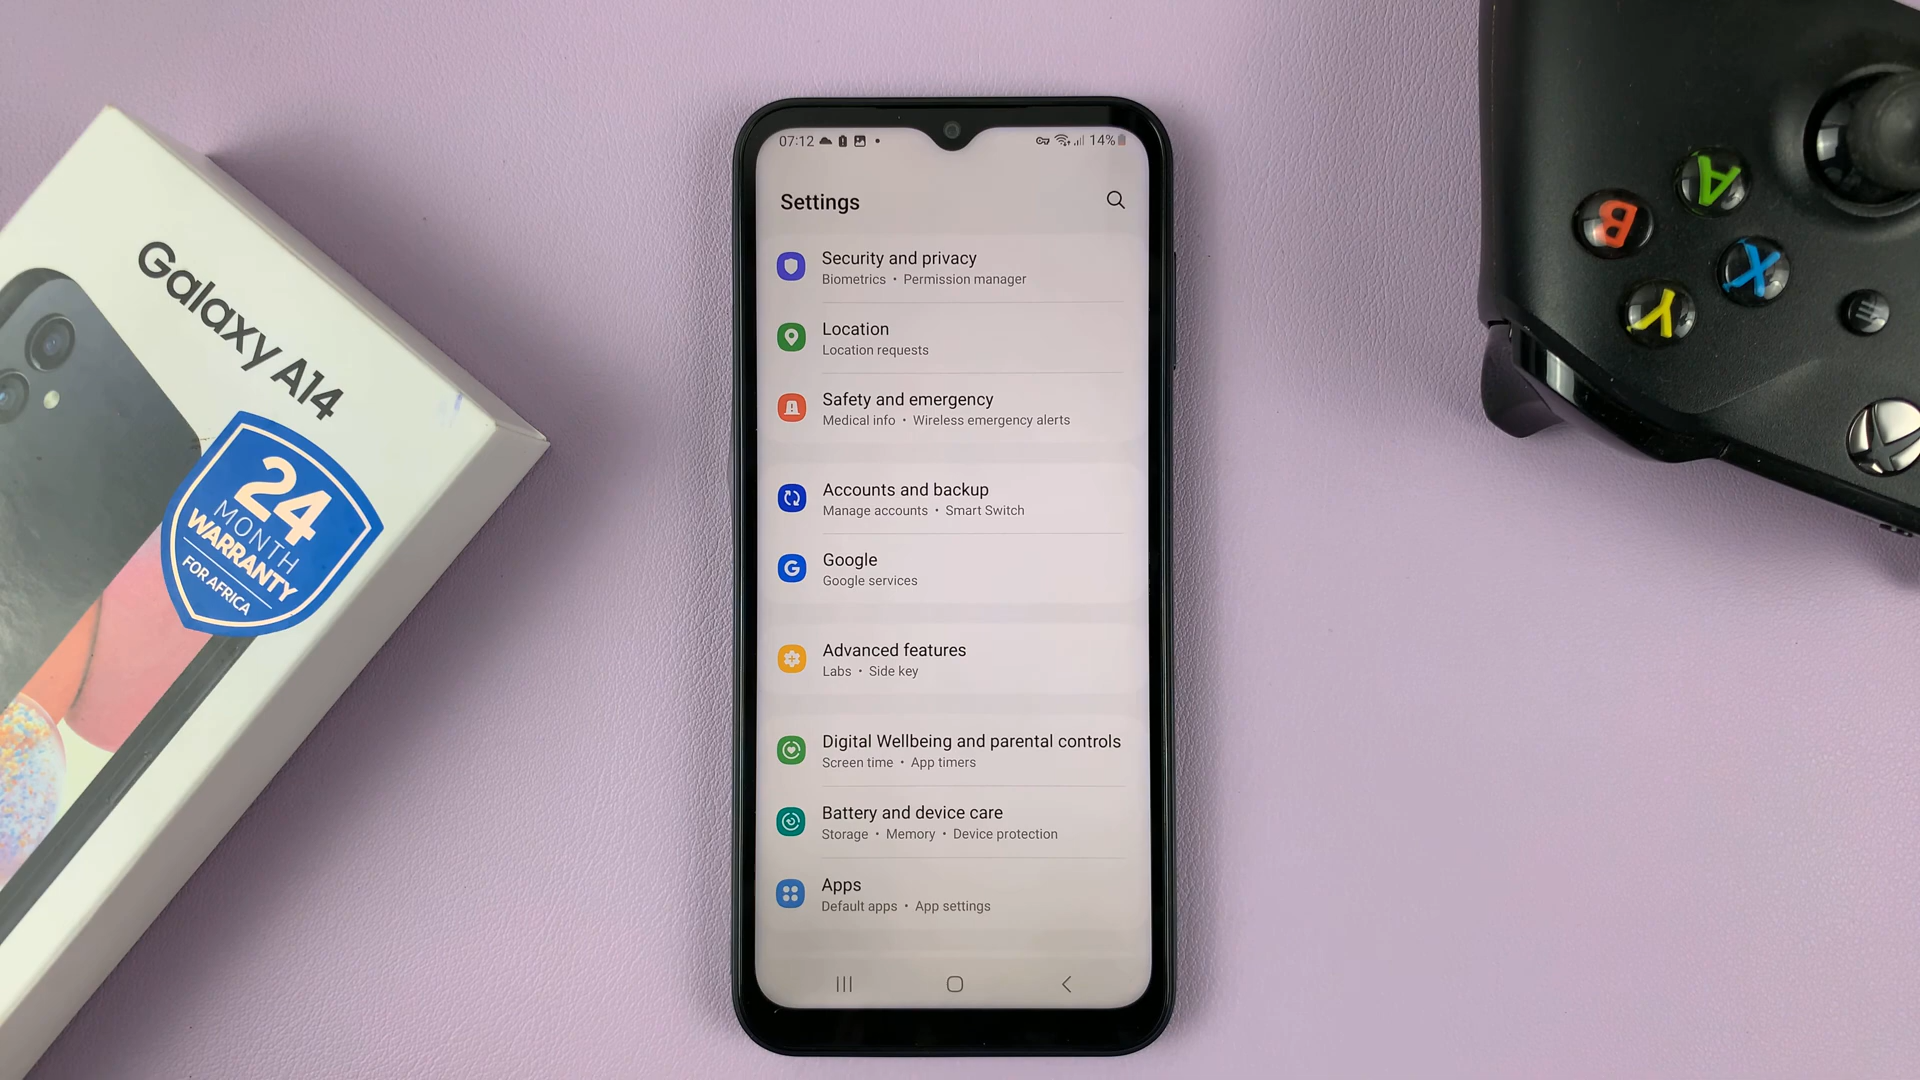 Galaxy A14
24
MONTH
WARRANTY
FOR AFRICA
07:12
14%
Settings
Security and privacy
Biometrics • Permission manager
Location
Location requests
Safety and emergency
Medical info • Wireless emergency alerts
Accounts and backup
Manage accounts • Smart Switch
G
Google
Google services
Advanced features
Labs • Side key
Digital Wellbeing and parental controls
Screen time • App timers
Battery and device care
Storage • Memory • Device protection
Apps
Default apps • App settings
A
B
X
Y